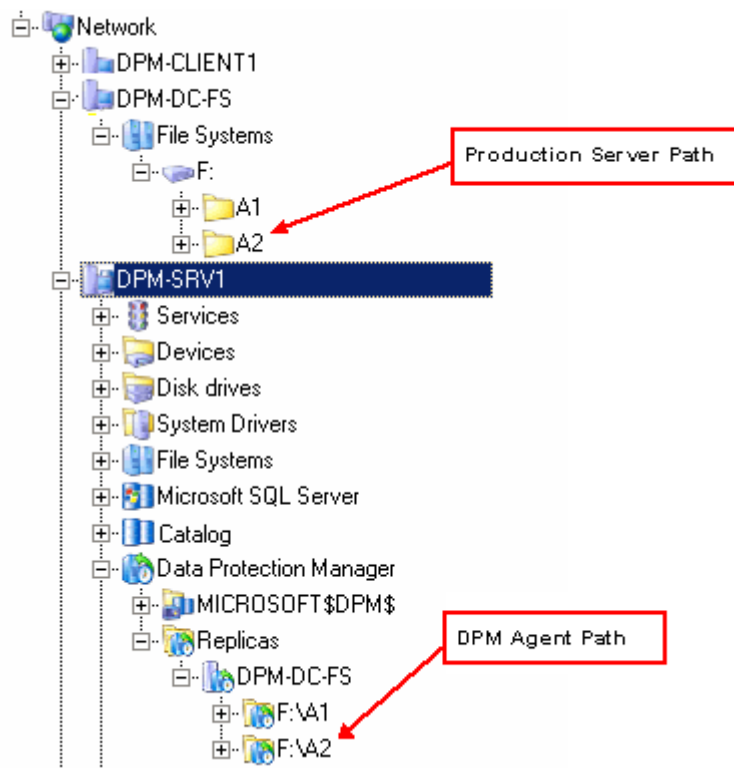 Network
DPM-CLIENT1
DPM-DC-FS
File Systems
Production Server Path
F:
A1
A2
DPM-SRV1
Services
Devices
Disk drives
System Drivers
File Systems
Microsoft SQL Server
Catalog
Data Protection Manager
MICROSOFT$DPM$
Replicas
DPM Agent Path
DPM-DC-FS
F:\A1
F:\A2